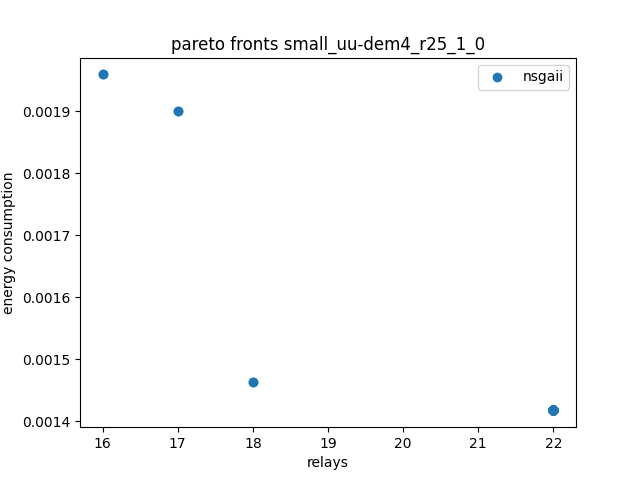 pareto fronts small_uu-dem4_r25_1_0
nsgaii
0.0019
0.0018
0.0017
0.0016
0.0015
0.0014
energy consumption
16 17 18 19 20 21 22
relays